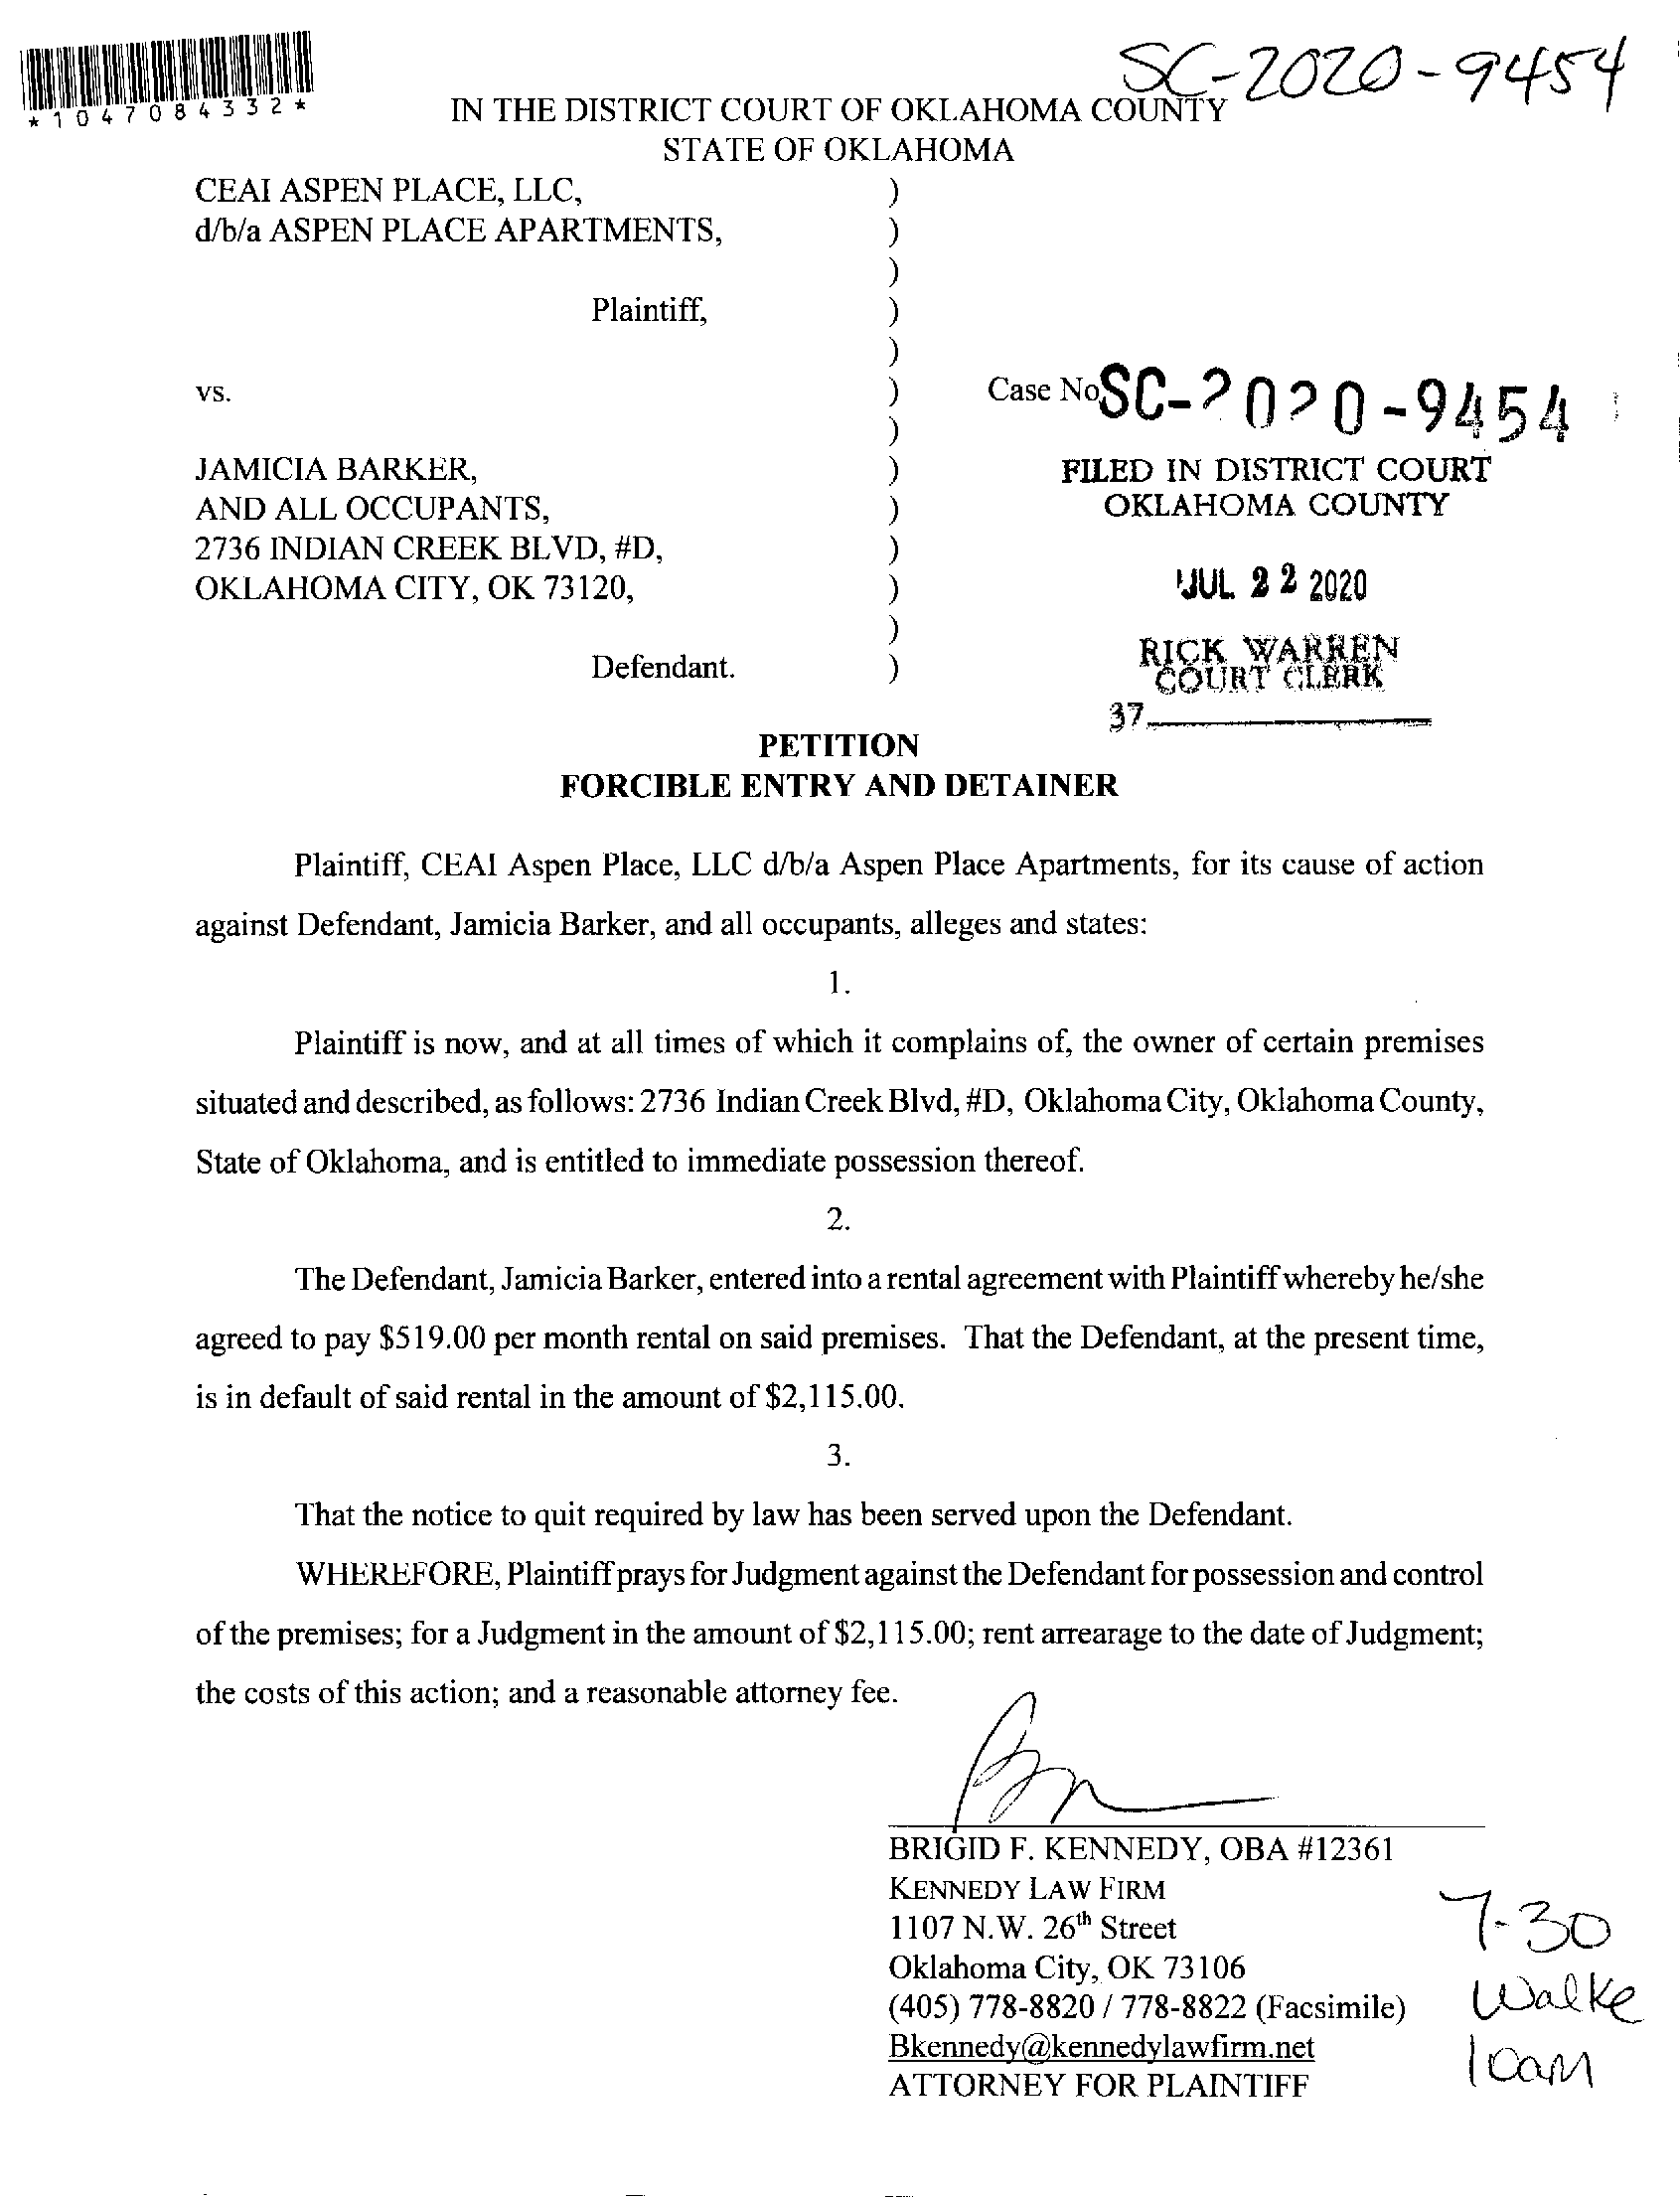 SC-2020-9454
*1047084332*
IN THE DISTRICT COURT OF OKLAHOMA COUNTY
STATE OF OKLAHOMA
CEAI ASPEN PLACE, LLC, )
d/b/a ASPEN PLACE APARTMENTS, )
)
Plaintiff, )
)
vs. ) Case No. SC-2020-9454
)
JAMICIA BARKER, ) FILED IN DISTRICT COURT
AND ALL OCCUPANTS, ) OKLAHOMA COUNTY
2736 INDIAN CREEK BLVD, #D, )
OKLAHOMA CITY, OK 73120, ) JUL 22 2020
)
RICK WARREN
Defendant. ) COURT CLERK
37
PETITION
FORCIBLE ENTRY AND DETAINER
Plaintiff, CEAI Aspen Place, LLC d/b/a Aspen Place Apartments, for its cause of action
against Defendant, Jamicia Barker, and all occupants, alleges and states:
1.
Plaintiff is now, and at all times of which it complains of, the owner of certain premises
situated and described, as follows: 2736 Indian Creek Blvd, #D, Oklahoma City, Oklahoma County,
State of Oklahoma, and is entitled to immediate possession thereof.
2.
The Defendant, Jamicia Barker, entered into a rental agreement with Plaintiff whereby he/she
agreed to pay $519.00 per month rental on said premises. That the Defendant, at the present time,
is in default of said rental in the amount of $2,115.00.
3.
That the notice to quit required by law has been served upon the Defendant.
WHEREFORE, Plaintiff prays for Judgment against the Defendant for possession and control
of the premises; for a Judgment in the amount of $2,115.00; rent arrearage to the date of Judgment;
the costs of this action; and a reasonable attorney fee.
BRIGID F. KENNEDY, OBA #12361
KENNEDY LAW FIRM
1107 N.W. 26th Street
Oklahoma City, OK 73106
(405) 778-8820 / 778-8822 (Facsimile)
Bkennedy@kennedylawfirm.net
ATTORNEY FOR PLAINTIFF
7-30
Walke
10am